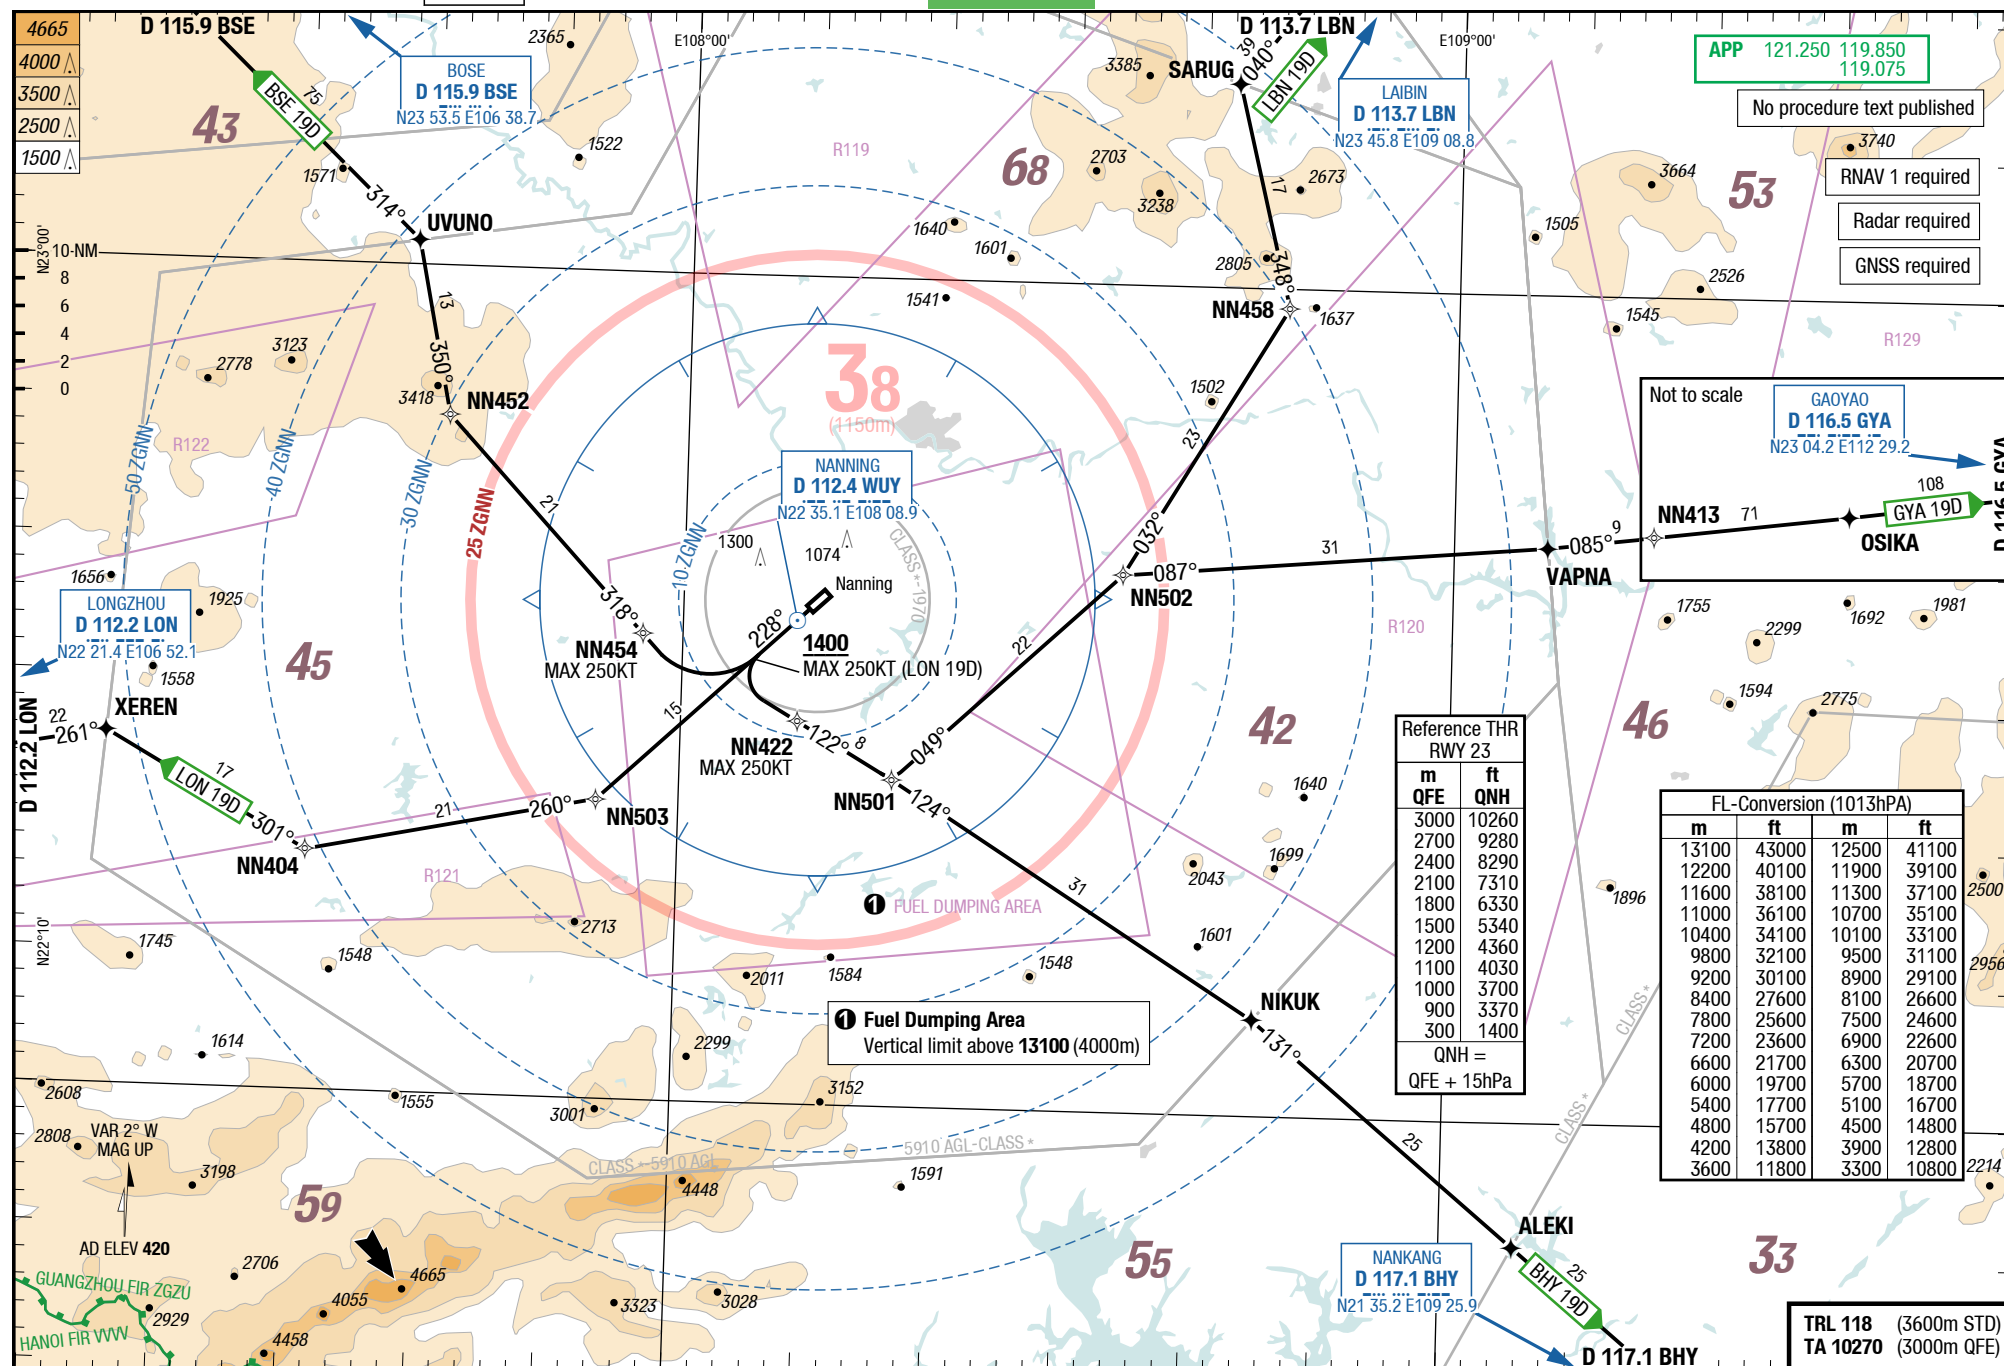 4665
4000
3500
2500
1500
D 115.9 BSE
BOSE
D 115.9 BSE
N23 53.5 E106 38.7
BSE 19D
75
314°
43
1571
2365
1522
UVUNO
N23°00'
10-NM
8
6
4
2
0
13
350°
3418
NN452
2778
3123
R122
50 ZGNN
40 ZGNN
30 ZGNN
25 ZGNN
10 ZGNN
E108°00'
R119
1640
1601
1541
38
(1150m)
68
3385
2703
3238
2673
2805
SARUG
D 113.7 LBN
39
040°
LBN 19D
LAIBIN
D 113.7 LBN
N23 45.8 E109 08.8
E109°00'
17
348°
NN458
1637
1502
23
032°
APP 121.250 119.850
119.075
No procedure text published
RNAV 1 required
Radar required
GNSS required
3740
3664
53
1505
2526
1545
R129
Not to scale
GAOYAO
D 116.5 GYA
N23 04.2 E112 29.2
108
GYA 19D
D 116.5 GYA
NN413
71
OSIKA
9
085°
VAPNA
31
087°
NN502
22
049°
NANNING
D 112.4 WUY
N22 35.1 E108 08.9
1300
1074
Nanning
CLASS*-1970
21
318°
NN454
MAX 250KT
228°
1400
MAX 250KT (LON 19D)
15
NN422
MAX 250KT
122°
8
NN501
124°
31
1656
LONGZHOU
D 112.2 LON
N22 21.4 E106 52.1
1925
1558
45
D 112.2 LON
22
261°
XEREN
17
LON 19D
301°
NN404
21
260°
NN503
R121
R120
42
46
1755
2299
1692
1981
1594
2775
1640
1699
2043
1601
1896
2500
2956
2214
Reference THR
RWY 23
m ft
QFE QNH
3000 10260
2700 9280
2400 8290
2100 7310
1800 6330
1500 5340
1200 4360
1100 4030
1000 3700
900 3370
300 1400
QNH =
QFE + 15hPa
FL-Conversion (1013hPA)
m ft m ft
13100 43000 12500 41100
12200 40100 11900 39100
11600 38100 11300 37100
11000 36100 10700 35100
10400 34100 10100 33100
9800 32100 9500 31100
9200 30100 8900 29100
8400 27600 8100 26600
7800 25600 7500 24600
7200 23600 6900 22600
6600 21700 6300 20700
6000 19700 5700 18700
5400 17700 5100 16700
4800 15700 4500 14800
4200 13800 3900 12800
3600 11800 3300 10800
N22°10'
1745
1548
2713
2011
1584
1548
1 FUEL DUMPING AREA
1 Fuel Dumping Area
Vertical limit above 13100 (4000m)
NIKUK
131°
25
1614
2608
2808
1555
3001
2299
3152
VAR 2° W
MAG UP
3198
59
CLASS*-5910 AGL
5910 AGL-CLASS*
4448
1591
CLASS*
CLASS*
AD ELEV 420
2706
2929
4055
4665
4458
3323
3028
GUANGZHOU FIR ZGZU
HANOI FIR VVVV
55
33
NANKANG
D 117.1 BHY
N21 35.2 E109 25.9
ALEKI
25
BHY 19D
D 117.1 BHY
TRL 118 (3600m STD)
TA 10270 (3000m QFE)